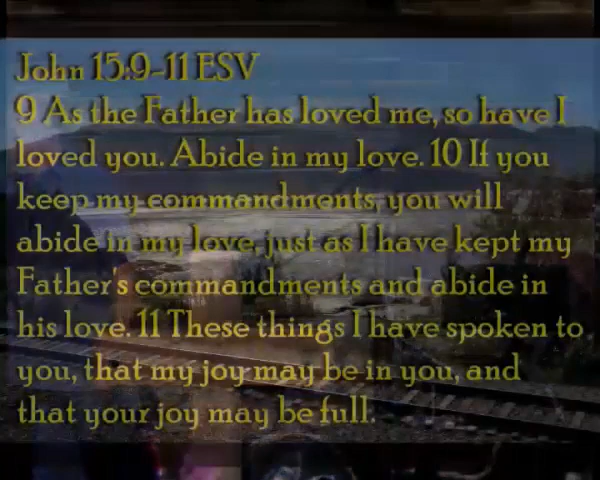 John 15:9-11 ESV
9 As the Father has loved me, so have I
loved you. Abide in my love. 10 If you
keep my commandments, you will
abide in my love, just as I have kept my
Father's commandments and abide in
his love. 11 These things I have spoken to
you, that my joy may be in you, and
that your joy may be full.